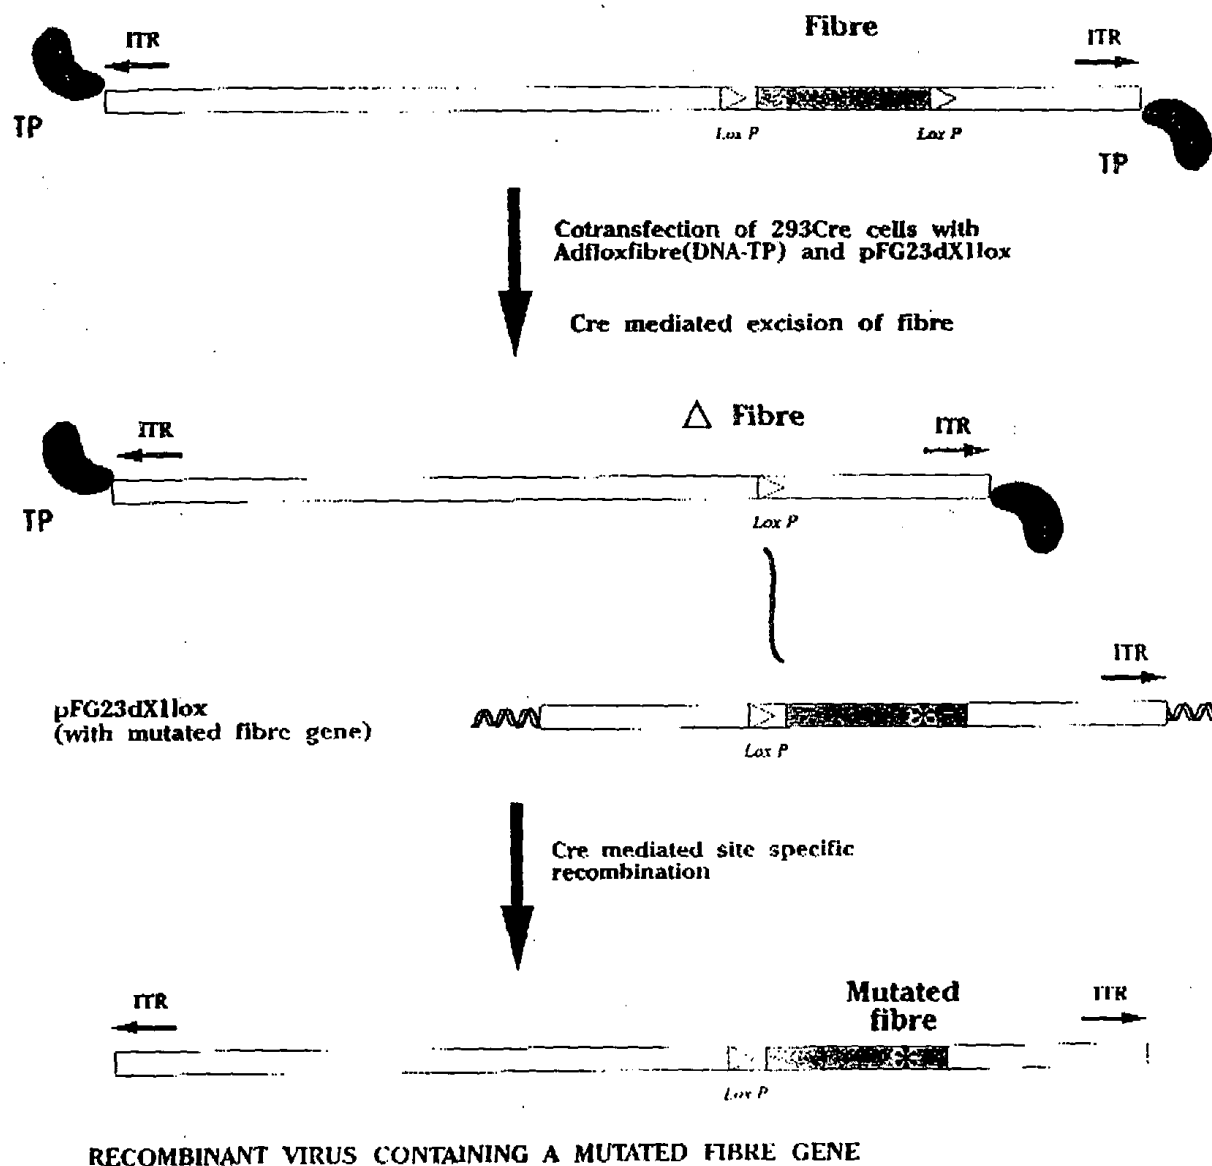 Fibre
ITR
ITR
TP
Lox P
Lox P
TP
Cotransfection of 293Cre cells with
Adfloxfibre(DNA-TP) and pFG23dX1lox
Cre mediated excision of fibre
△ Fibre
ITR
ITR
TP
Lox P
ITR
pFG23dX1lox
(with mutated fibre gene)
Lox P
Cre mediated site specific
recombination
ITR
Mutated
fibre
ITR
*
Lox P
RECOMBINANT VIRUS CONTAINING A MUTATED FIBRE GENE